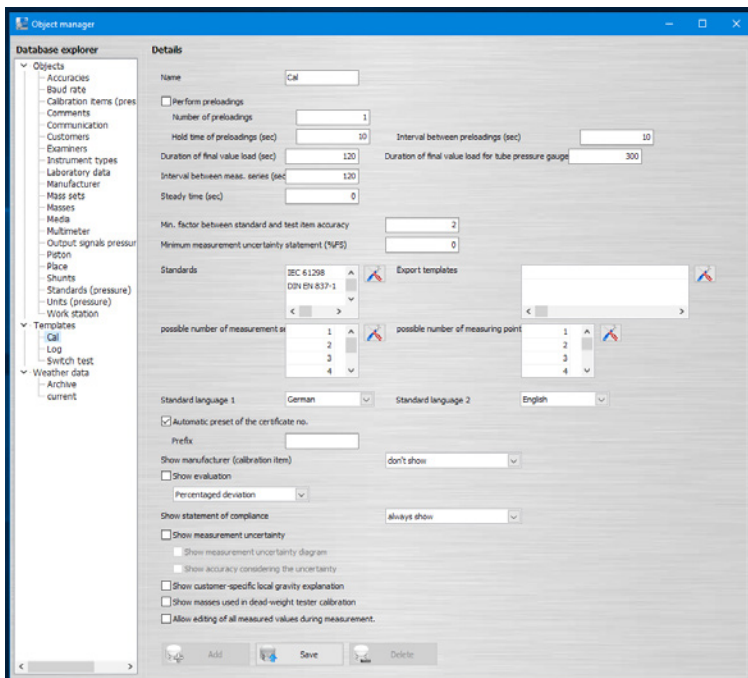 Object manager
Database explorer
Objects
Accuracies
Baud rate
Calibration items (pres
Comments
Communication
Customers
Examiners
Instrument types
Laboratory data
Manufacturer
Mass sets
Masses
Media
Multimeter
Output signals pressur
Piston
Place
Shunts
Standards (pressure)
Units (pressure)
Work station
Templates
Cal
Log
Switch test
Weather data
Archive
current
Details
Name Cal
Perform preloadings
Number of preloadings 1
Hold time of preloadings (sec) 10 Interval between preloadings (sec) 10
Duration of final value load (sec) 120 Duration of final value load for tube pressure gauge 300
Interval between meas. series (sec 120
Steady time (sec) 0
Min. factor between standard and test item accuracy 2
Minimum measurement uncertainty statement (%FS) 0
Standards IEC 61298 Export templates
DIN EN 837-1
possible number of measurement se 1 possible number of measuring point 1
2 2
3 3
4 4
Standard language 1 German Standard language 2 English
Automatic preset of the certificate no.
Prefix
Show manufacturer (calibration item) don't show
Show evaluation
Percentaged deviation
Show statement of compliance always show
Show measurement uncertainty
Show measurement uncertainty diagram
Show accuracy considering the uncertainty
Show customer-specific local gravity explanation
Show masses used in dead-weight tester calibration
Allow editing of all measured values during measurement.
Add Save Delete